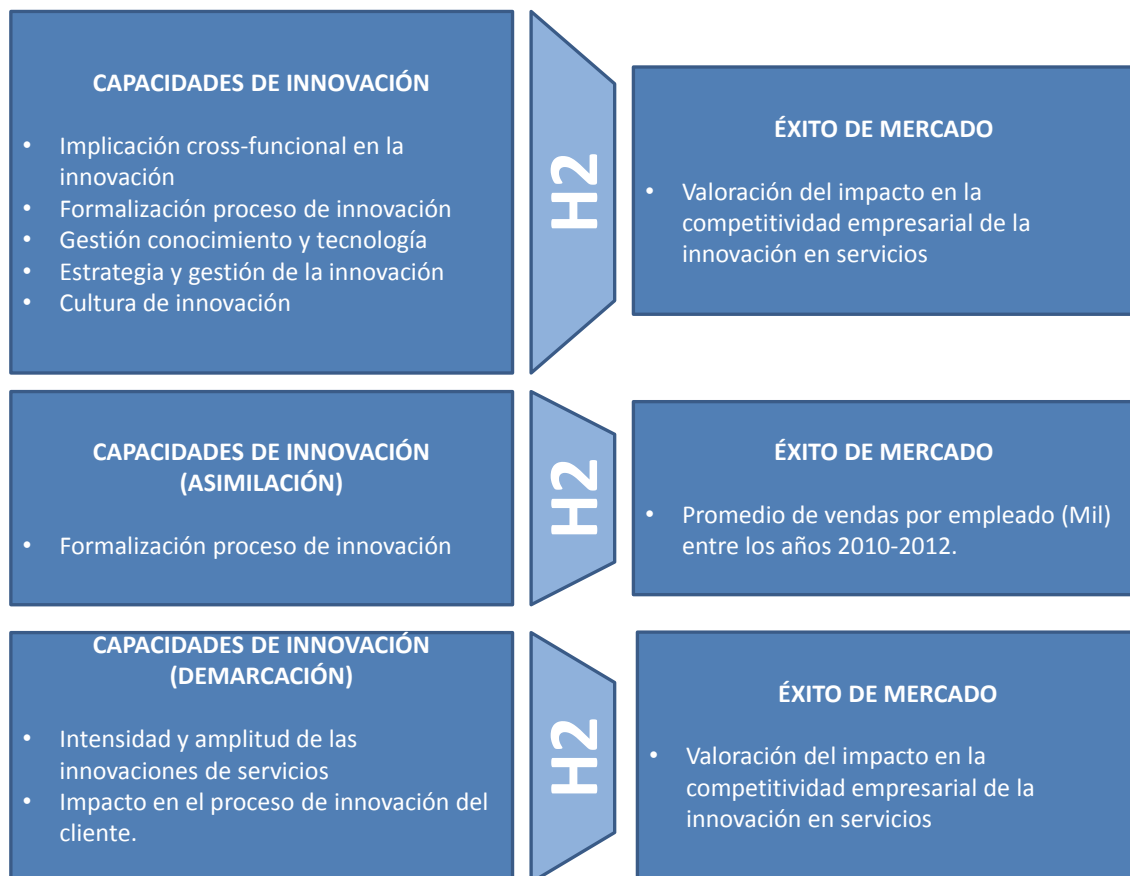 CAPACIDADES DE INNOVACIÓN
• Implicación cross-funcional en la
innovación
• Formalización proceso de innovación
• Gestión conocimiento y tecnología
• Estrategia y gestión de la innovación
• Cultura de innovación
H2
ÉXITO DE MERCADO
• Valoración del impacto en la
competitividad empresarial de la
innovación en servicios
CAPACIDADES DE INNOVACIÓN
(ASIMILACIÓN)
• Formalización proceso de innovación
H2
ÉXITO DE MERCADO
• Promedio de vendas por empleado (Mil)
entre los años 2010-2012.
CAPACIDADES DE INNOVACIÓN
(DEMARCACIÓN)
• Intensidad y amplitud de las
innovaciones de servicios
• Impacto en el proceso de innovación del
cliente.
H2
ÉXITO DE MERCADO
• Valoración del impacto en la
competitividad empresarial de la
innovación en servicios